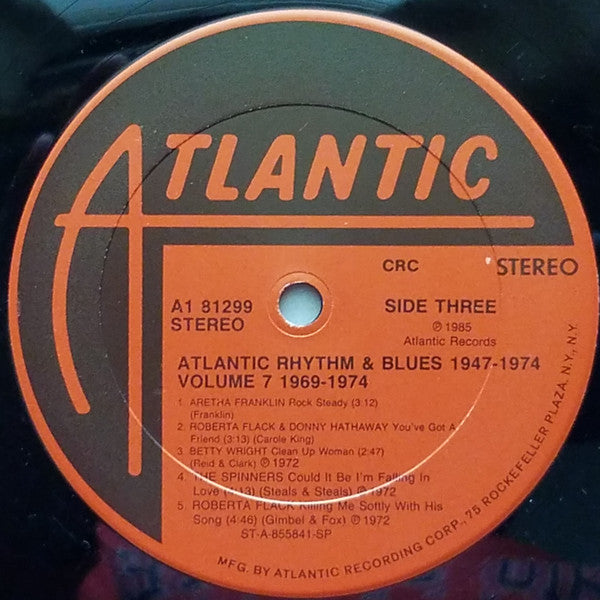 ATLANTIC
CRC
STEREO
A1 81299
STEREO
SIDE THREE
℗ 1985
Atlantic Records
ATLANTIC RHYTHM & BLUES 1947-1974
VOLUME 7 1969-1974
1. ARETHA FRANKLIN Rock Steady (3:12)
(Franklin)
2. ROBERTA FLACK & DONNY HATHAWAY You've Got A
Friend (3:13) (Carole King)
3. BETTY WRIGHT Clean Up Woman (2:47)
(Reid & Clark) ℗ 1972
4. THE SPINNERS Could It Be I'm Falling In
Love (4:13) (Steals & Steals) ℗ 1972
5. ROBERTA FLACK Killing Me Softly With His
Song (4:46) (Gimbel & Fox) ℗ 1972
ST-A-855841-SP
MFG. BY ATLANTIC RECORDING CORP., 75 ROCKEFELLER PLAZA, N.Y., N.Y.